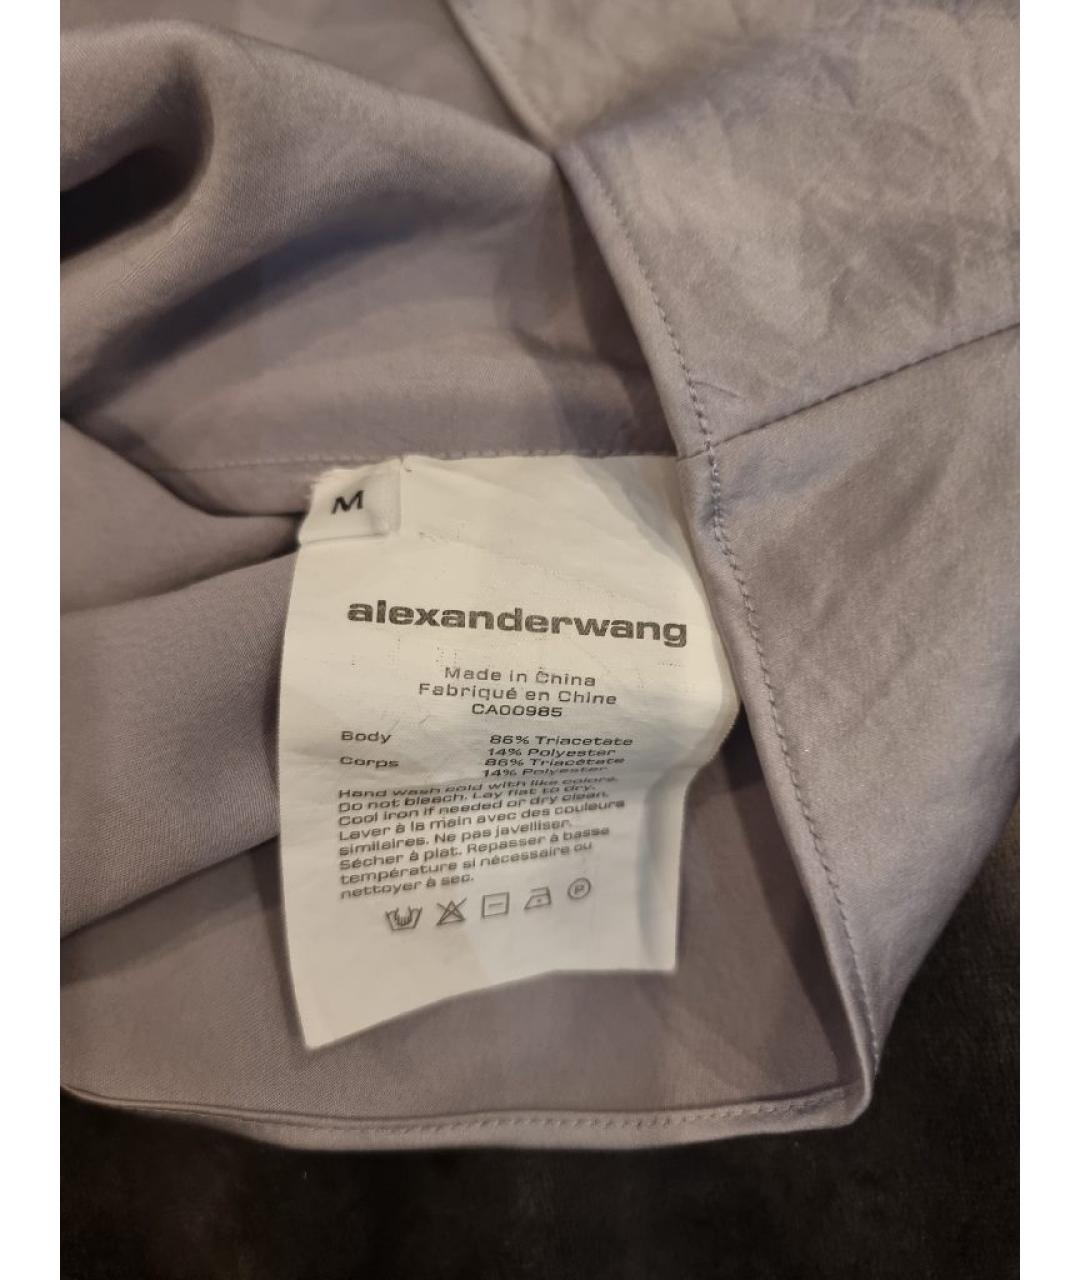 M
alexanderwang
Made in China
Fabriqué en Chine
CA00985
Body 86% Triacetate
14% Polyester
Corps 86% Triacétate
14% Polyester
Hand wash cold with like colors.
Do not bleach. Lay flat to dry.
Cool iron if needed or dry clean.
Laver à la main avec des couleurs
similaires. Ne pas javelliser.
Sécher à plat. Repasser à basse
température si nécessaire ou
nettoyer à sec.
P